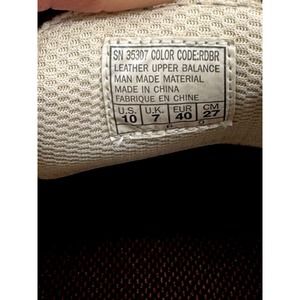 SN 35307 COLOR CODE:RDBR
LEATHER UPPER BALANCE
MAN MADE MATERIAL
MADE IN CHINA
FABRIQUE EN CHINE
U.S. U.K. EUR CM
10 7 40 27